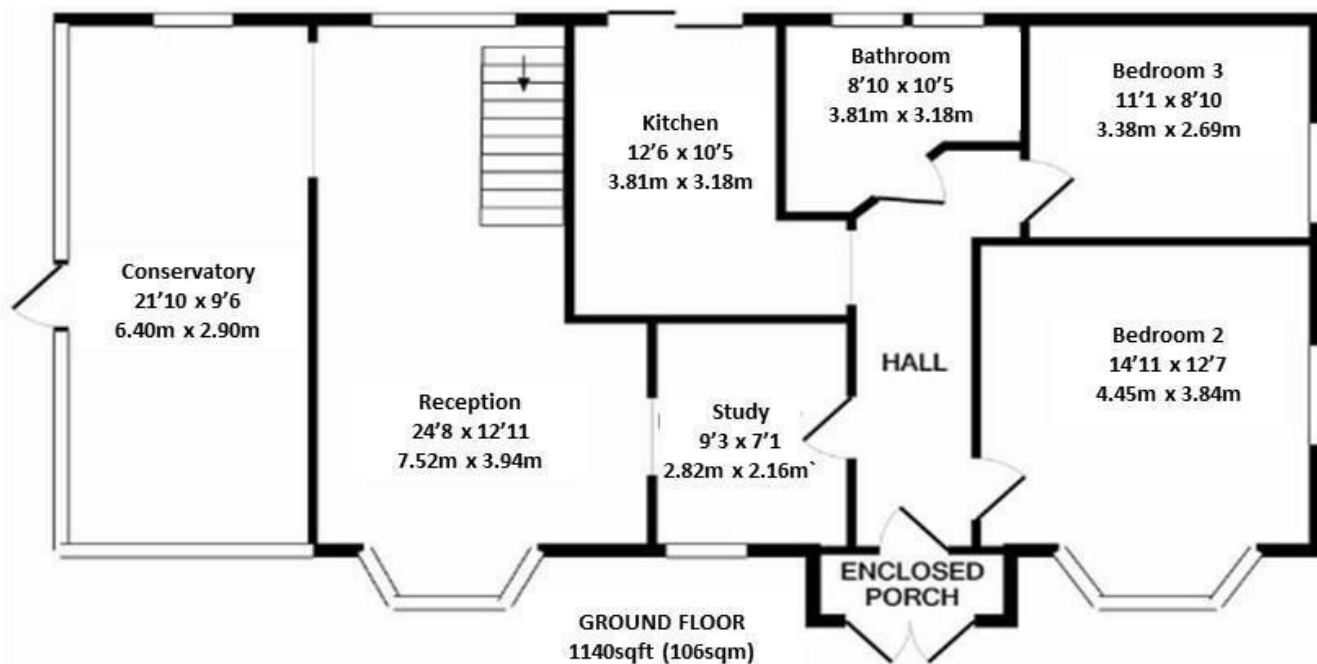 Bathroom
8'10 x 10'5
3.81m x 3.18m
Bedroom 3
11'1 x 8'10
3.38m x 2.69m
Kitchen
12'6 x 10'5
3.81m x 3.18m
Conservatory
21'10 x 9'6
6.40m x 2.90m
Bedroom 2
14'11 x 12'7
4.45m x 3.84m
HALL
Reception
24'8 x 12'11
7.52m x 3.94m
Study
9'3 x 7'1
2.82m x 2.16m`
ENCLOSED
PORCH
GROUND FLOOR
1140sqft (106sqm)